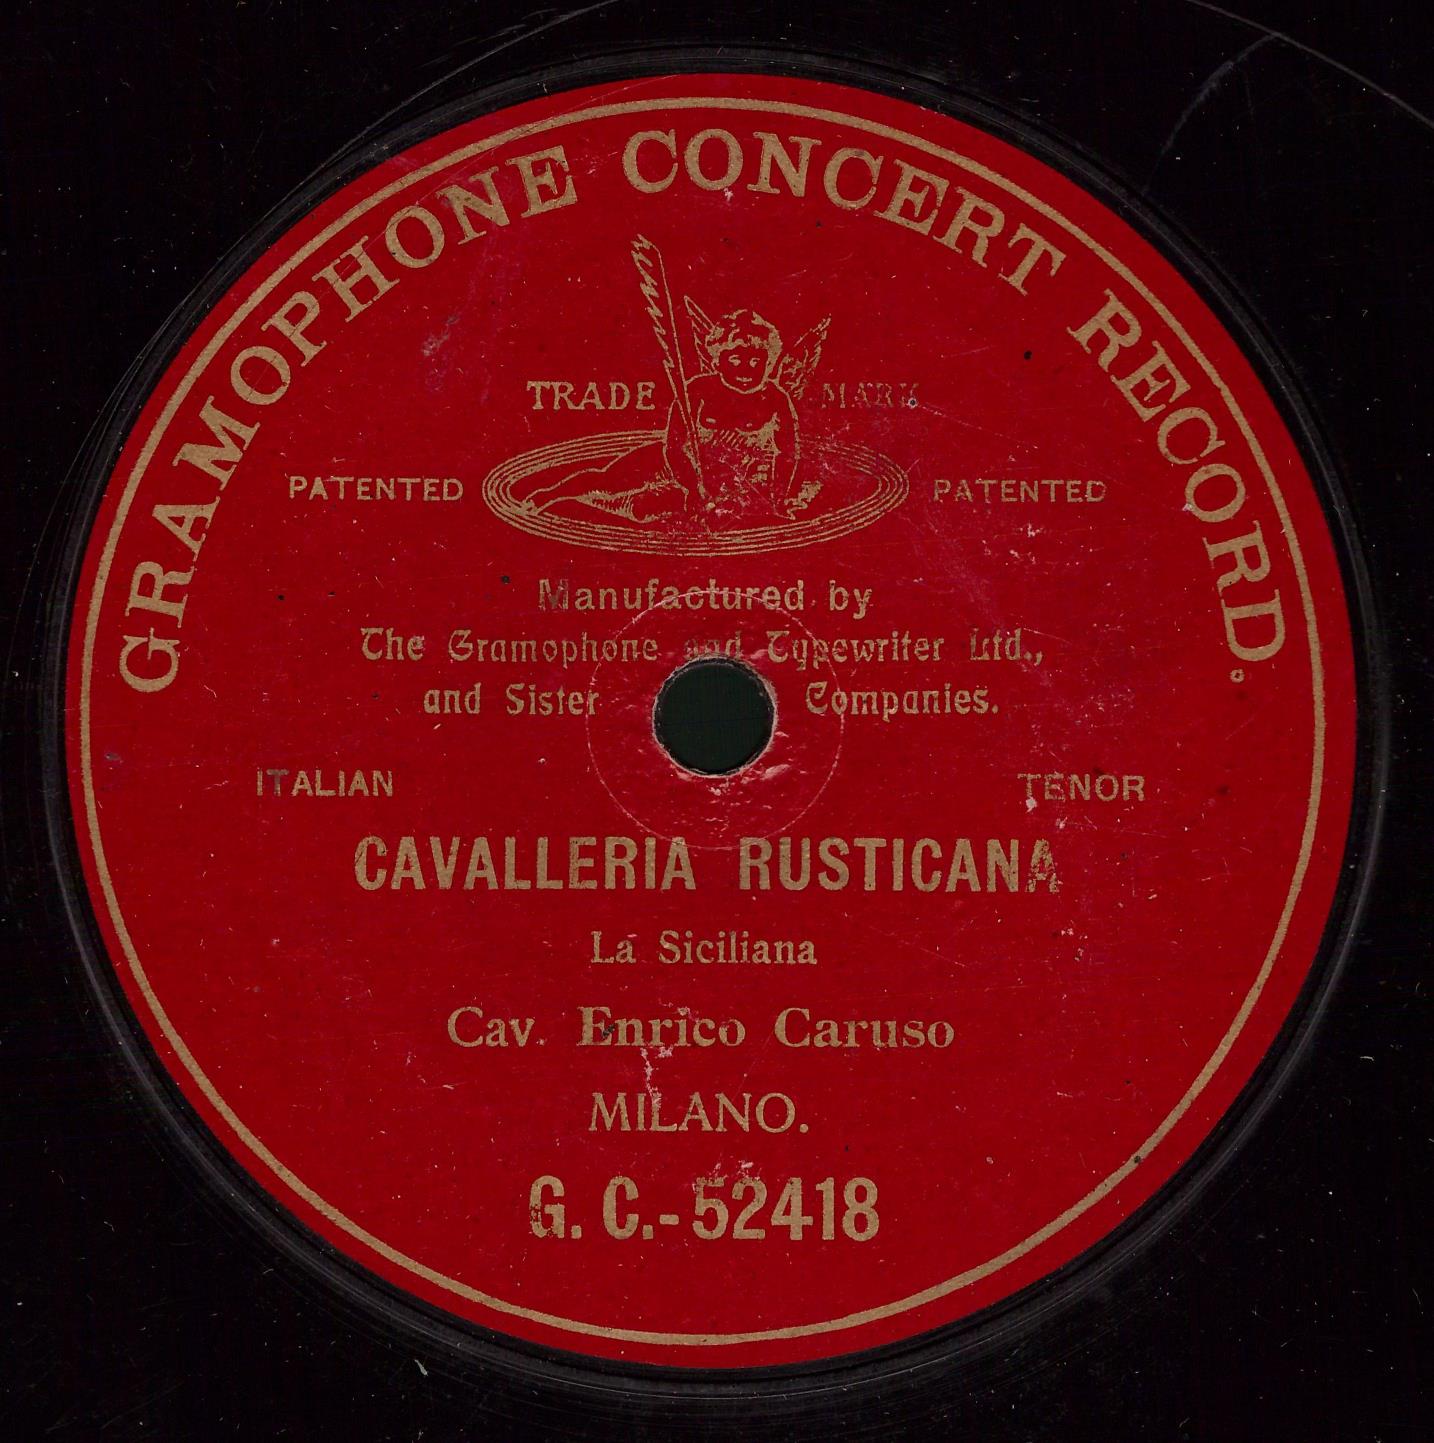 GRAMOPHONE CONCERT RECORD.
TRADE MARK
PATENTED PATENTED
Manufactured by
The Gramophone and Typewriter Ltd.,
and Sister Companies.
ITALIAN TENOR
CAVALLERIA RUSTICANA
La Siciliana
Cav. Enrico Caruso
MILANO.
G. C.-52418